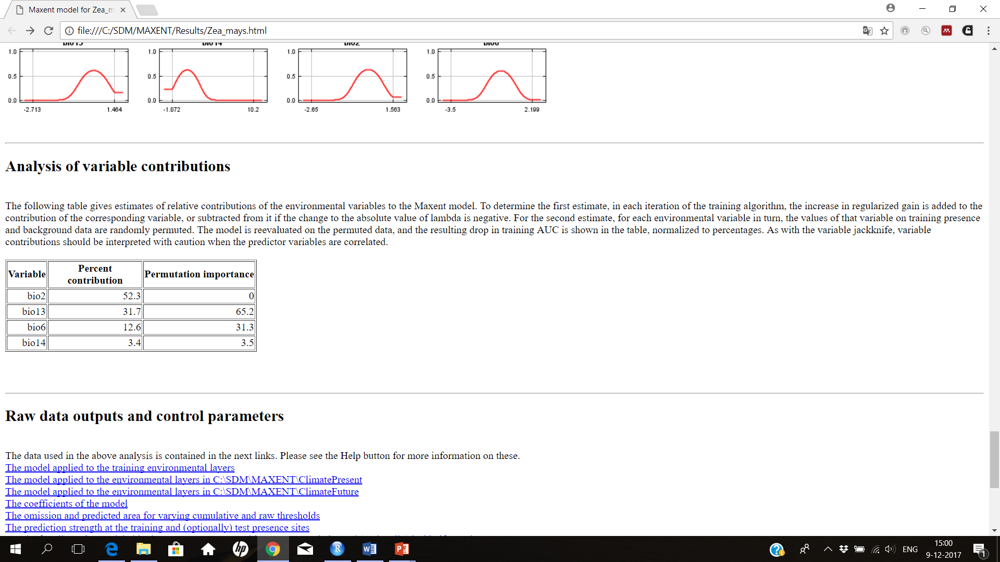 Maxent model for Zea_m
file:///C:/SDM/MAXENT/Results/Zea_mays.html
bio13 bio14 bio2 bio6
1.0 1.0 1.0 1.0
0.5 0.5 0.5 0.5
0.0 0.0 0.0 0.0
-2.713 1.464 -1.072 10.2 -2.65 1.563 -3.5 2.199
Analysis of variable contributions
The following table gives estimates of relative contributions of the environmental variables to the Maxent model. To determine the first estimate, in each iteration of the training algorithm, the increase in regularized gain is added to the
contribution of the corresponding variable, or subtracted from it if the change to the absolute value of lambda is negative. For the second estimate, for each environmental variable in turn, the values of that variable on training presence
and background data are randomly permuted. The model is reevaluated on the permuted data, and the resulting drop in training AUC is shown in the table, normalized to percentages. As with the variable jackknife, variable
contributions should be interpreted with caution when the predictor variables are correlated.
Variable Percent contribution Permutation importance
bio2 52.3 0
bio13 31.7 65.2
bio6 12.6 31.3
bio14 3.4 3.5
Raw data outputs and control parameters
The data used in the above analysis is contained in the next links. Please see the Help button for more information on these.
The model applied to the training environmental layers
The model applied to the environmental layers in C:\SDM\MAXENT\ClimatePresent
The model applied to the environmental layers in C:\SDM\MAXENT\ClimateFuture
The coefficients of the model
The omission and predicted area for varying cumulative and raw thresholds
The prediction strength at the training and (optionally) test presence sites
hp
R
ENG
15:00
9-12-2017
1